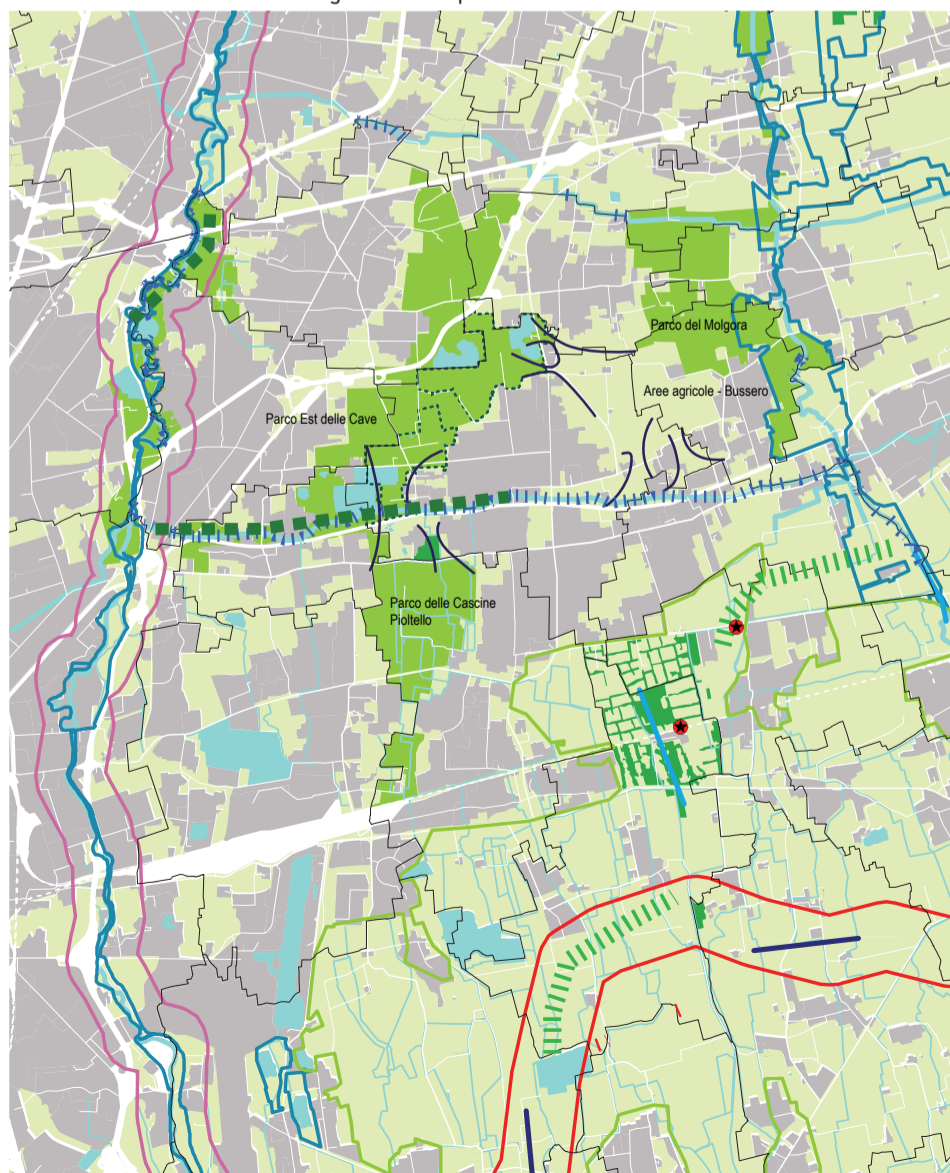 Parco del Molgora
Aree agricole - Bussero
Parco Est delle Cave
Parco delle Cascine
Pioltello